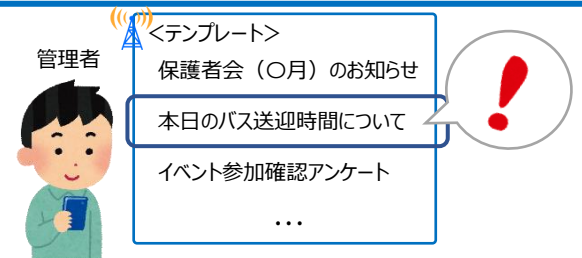 <テンプレート>
管理者
保護者会（〇月）のお知らせ
本日のバス送迎時間について
イベント参加確認アンケート
...